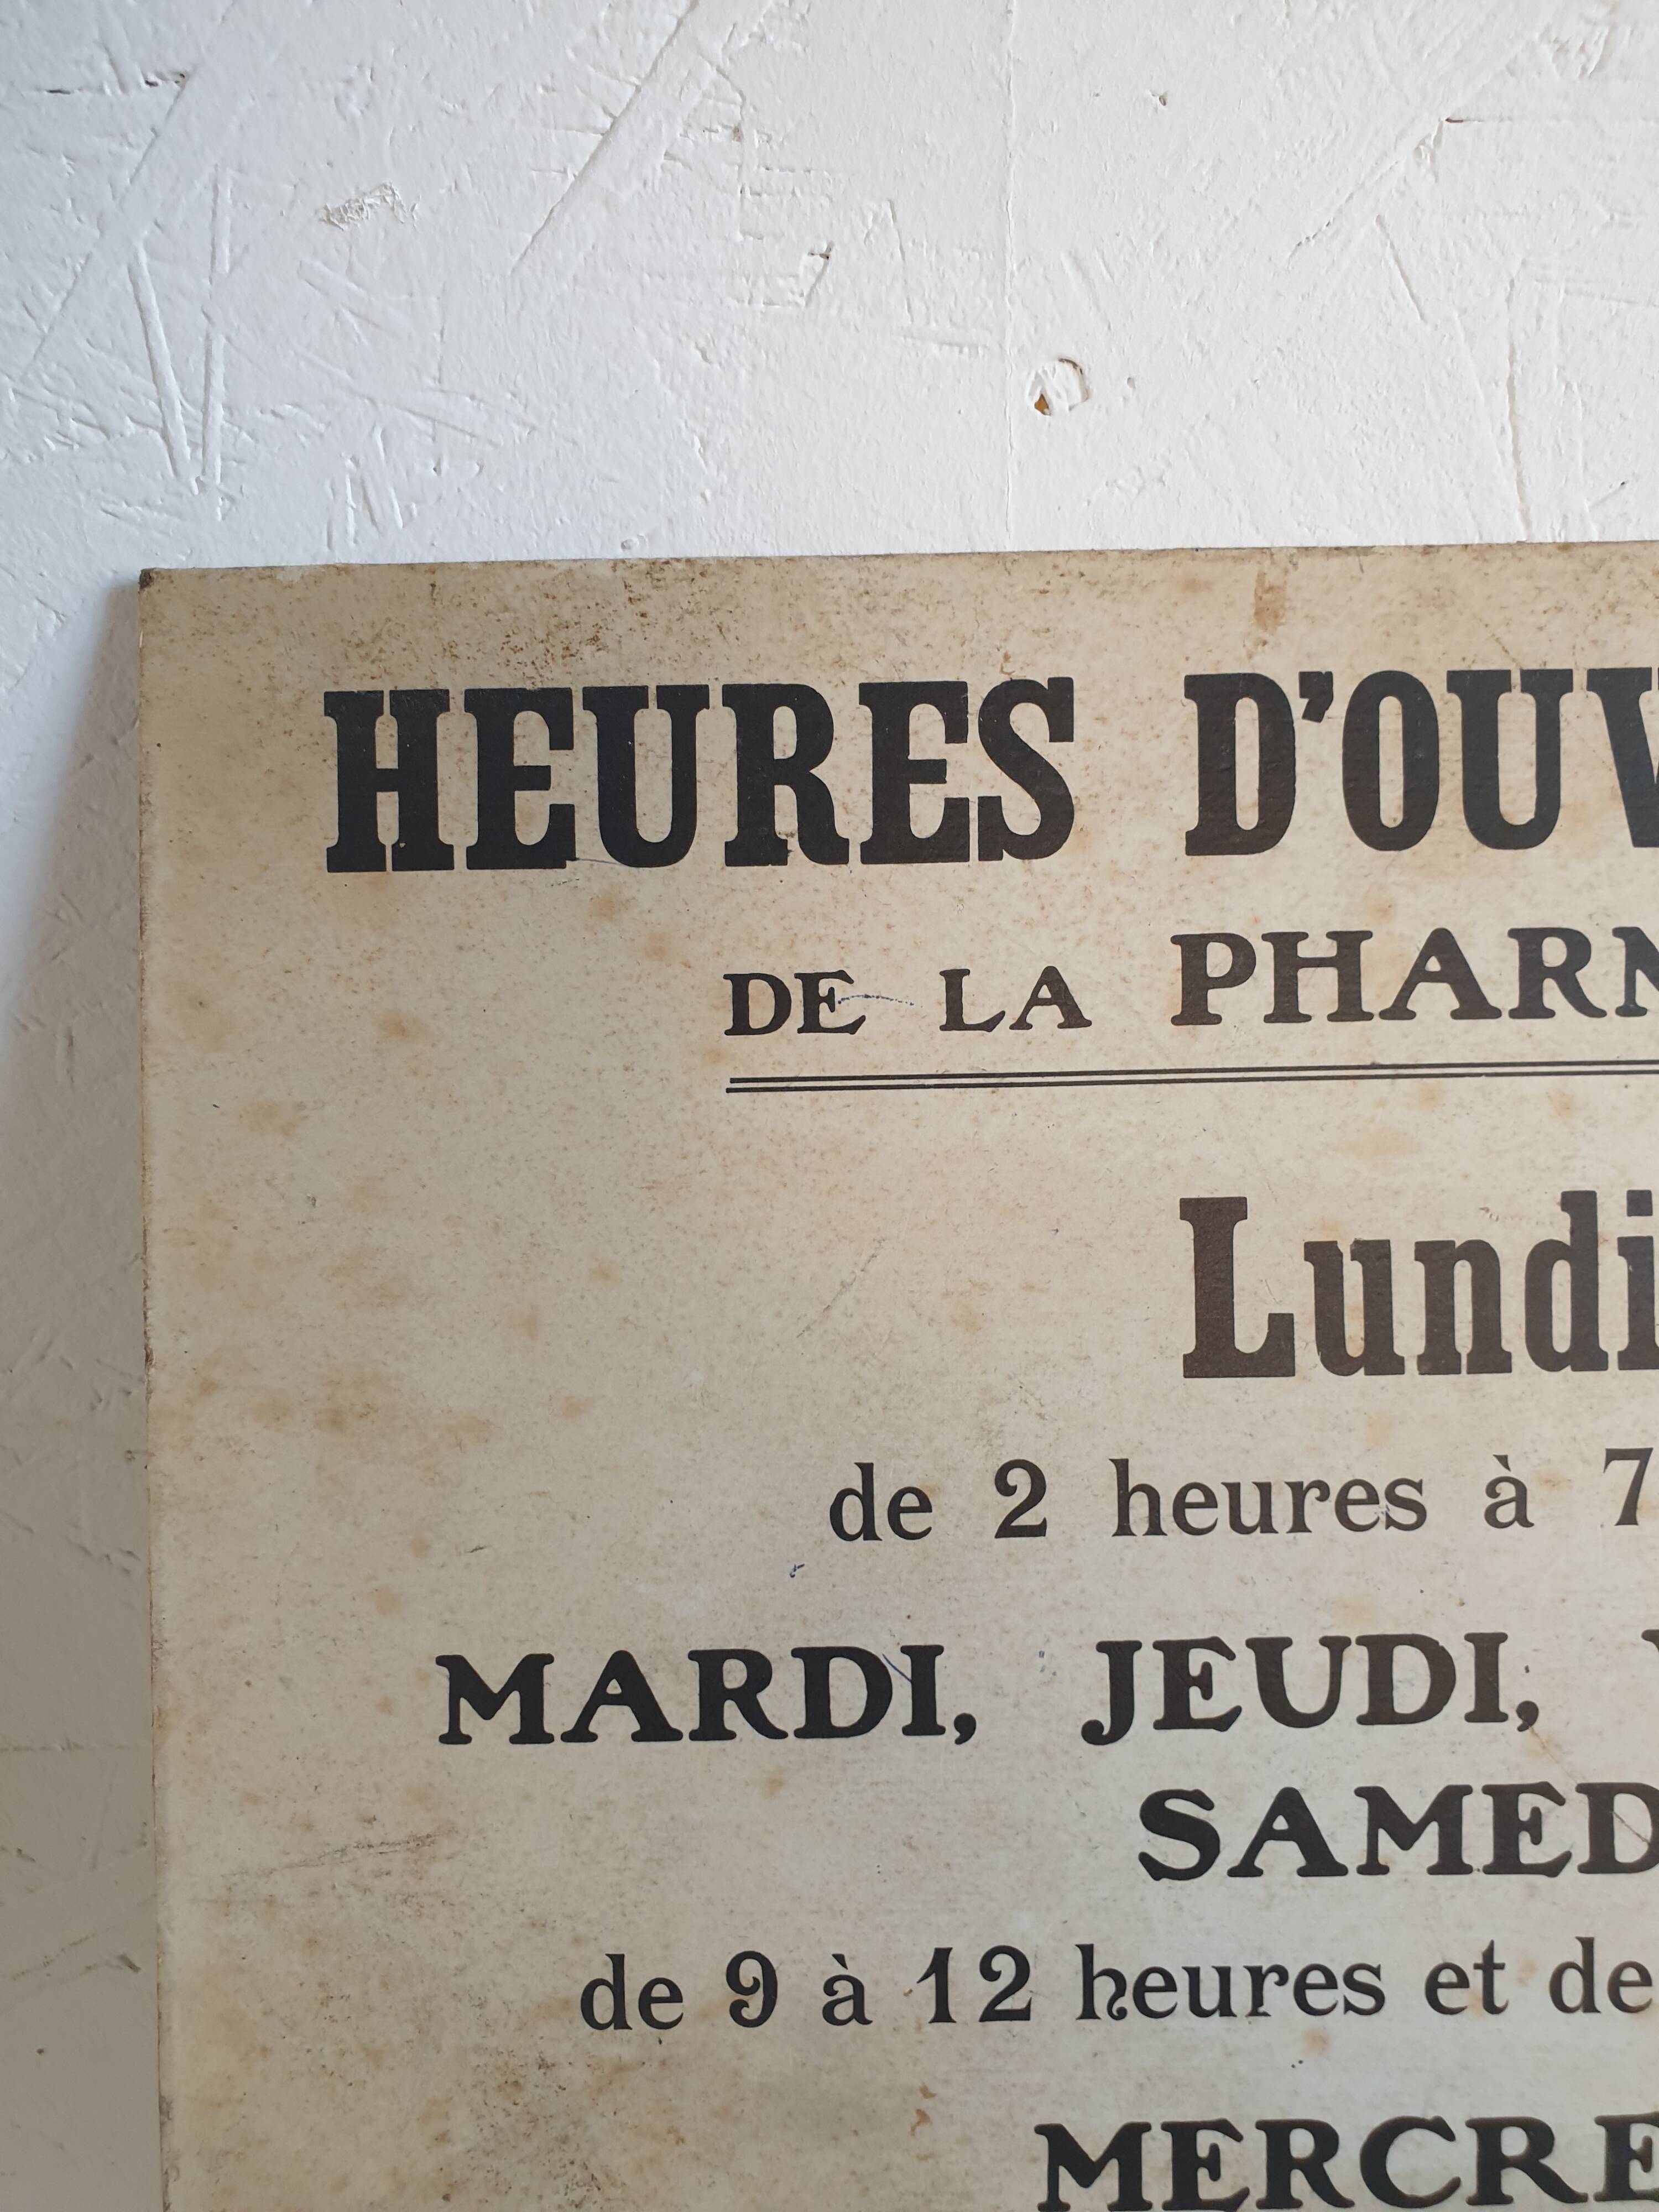 HEURES D'OUV
DE LA PHARM
Lundi
de 2 heures à 7
MARDI, JEUDI, V
SAMED
de 9 à 12 heures et de
MERCRE